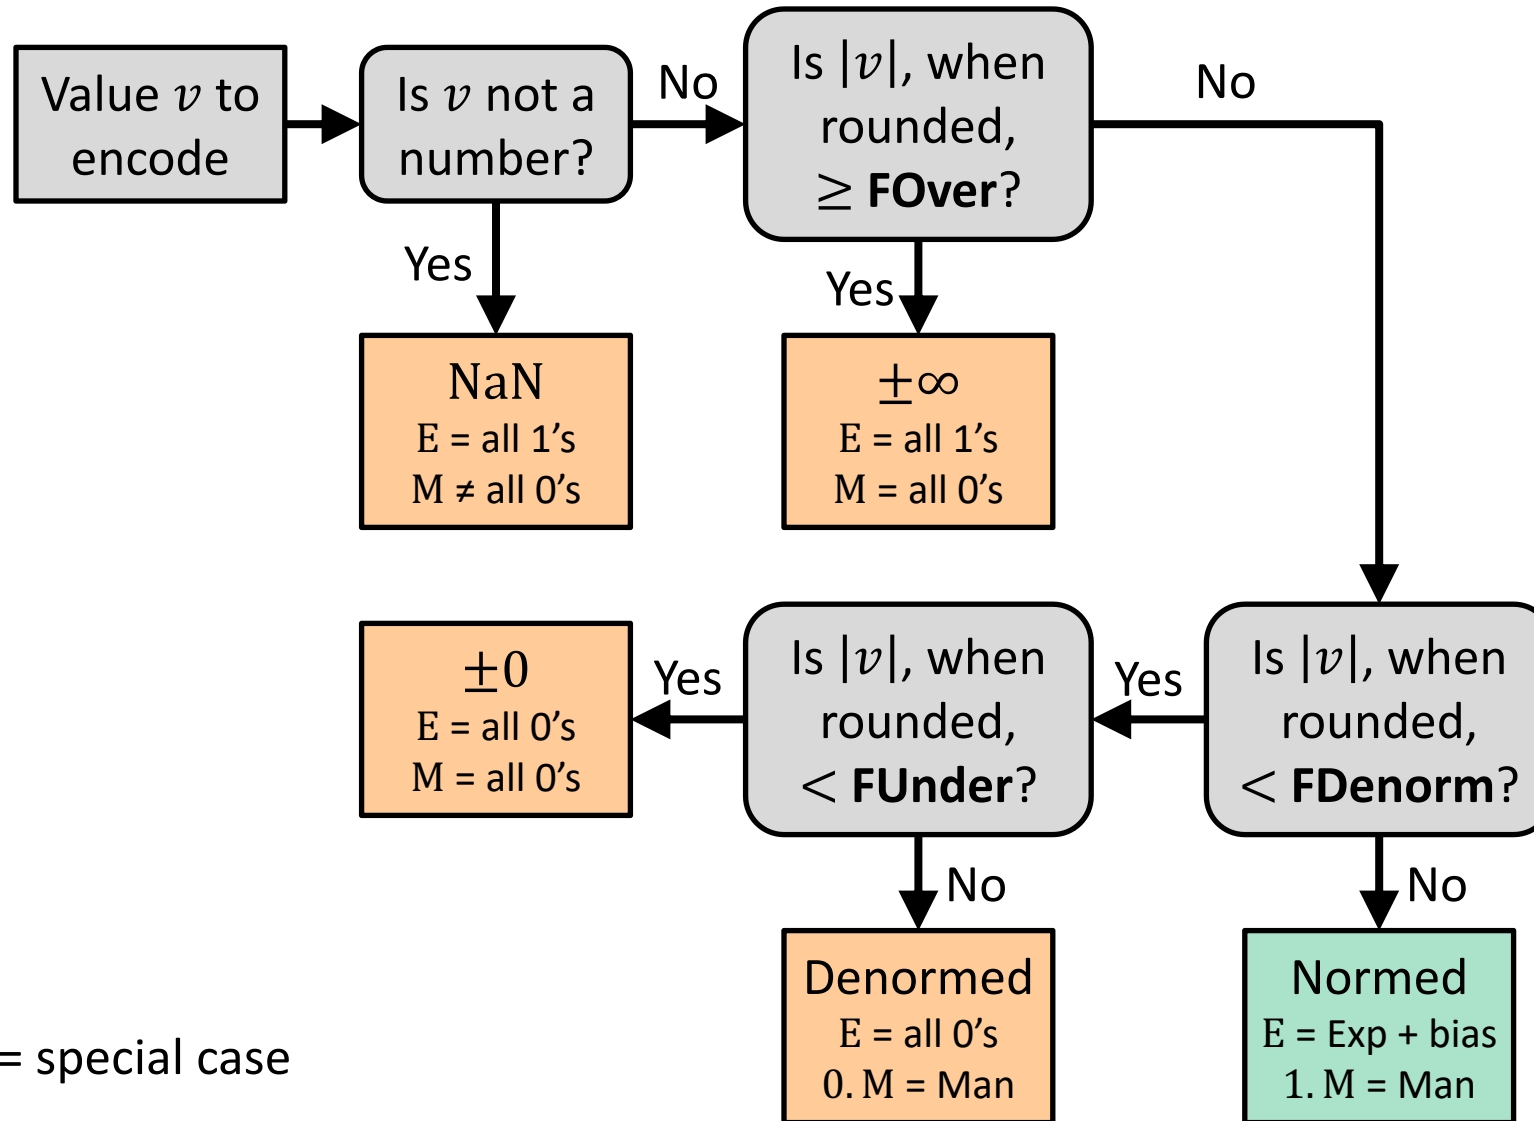 Value 𝑣 to
encode
Is 𝑣 not a
number?
No
Is |𝑣|, when
rounded,
≥ FOver?
No
Yes
Yes
NaN
E = all 1’s
M ≠ all 0’s
±∞
E = all 1’s
M = all 0’s
±0
E = all 0’s
M = all 0’s
Yes
Is |𝑣|, when
rounded,
< FUnder?
Yes
Is |𝑣|, when
rounded,
< FDenorm?
No
No
Denormed
E = all 0’s
0. M = Man
Normed
E = Exp + bias
1. M = Man
= special case